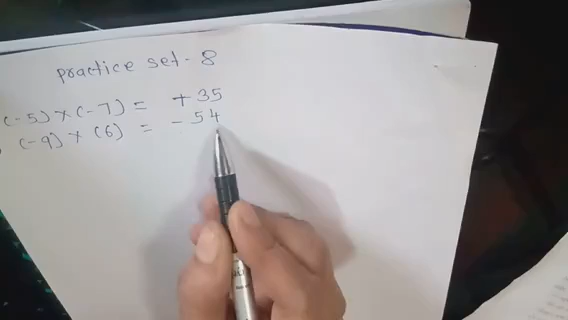 practice set - 8
(-5) × (-7) = +35
(-9) × (6) = -54